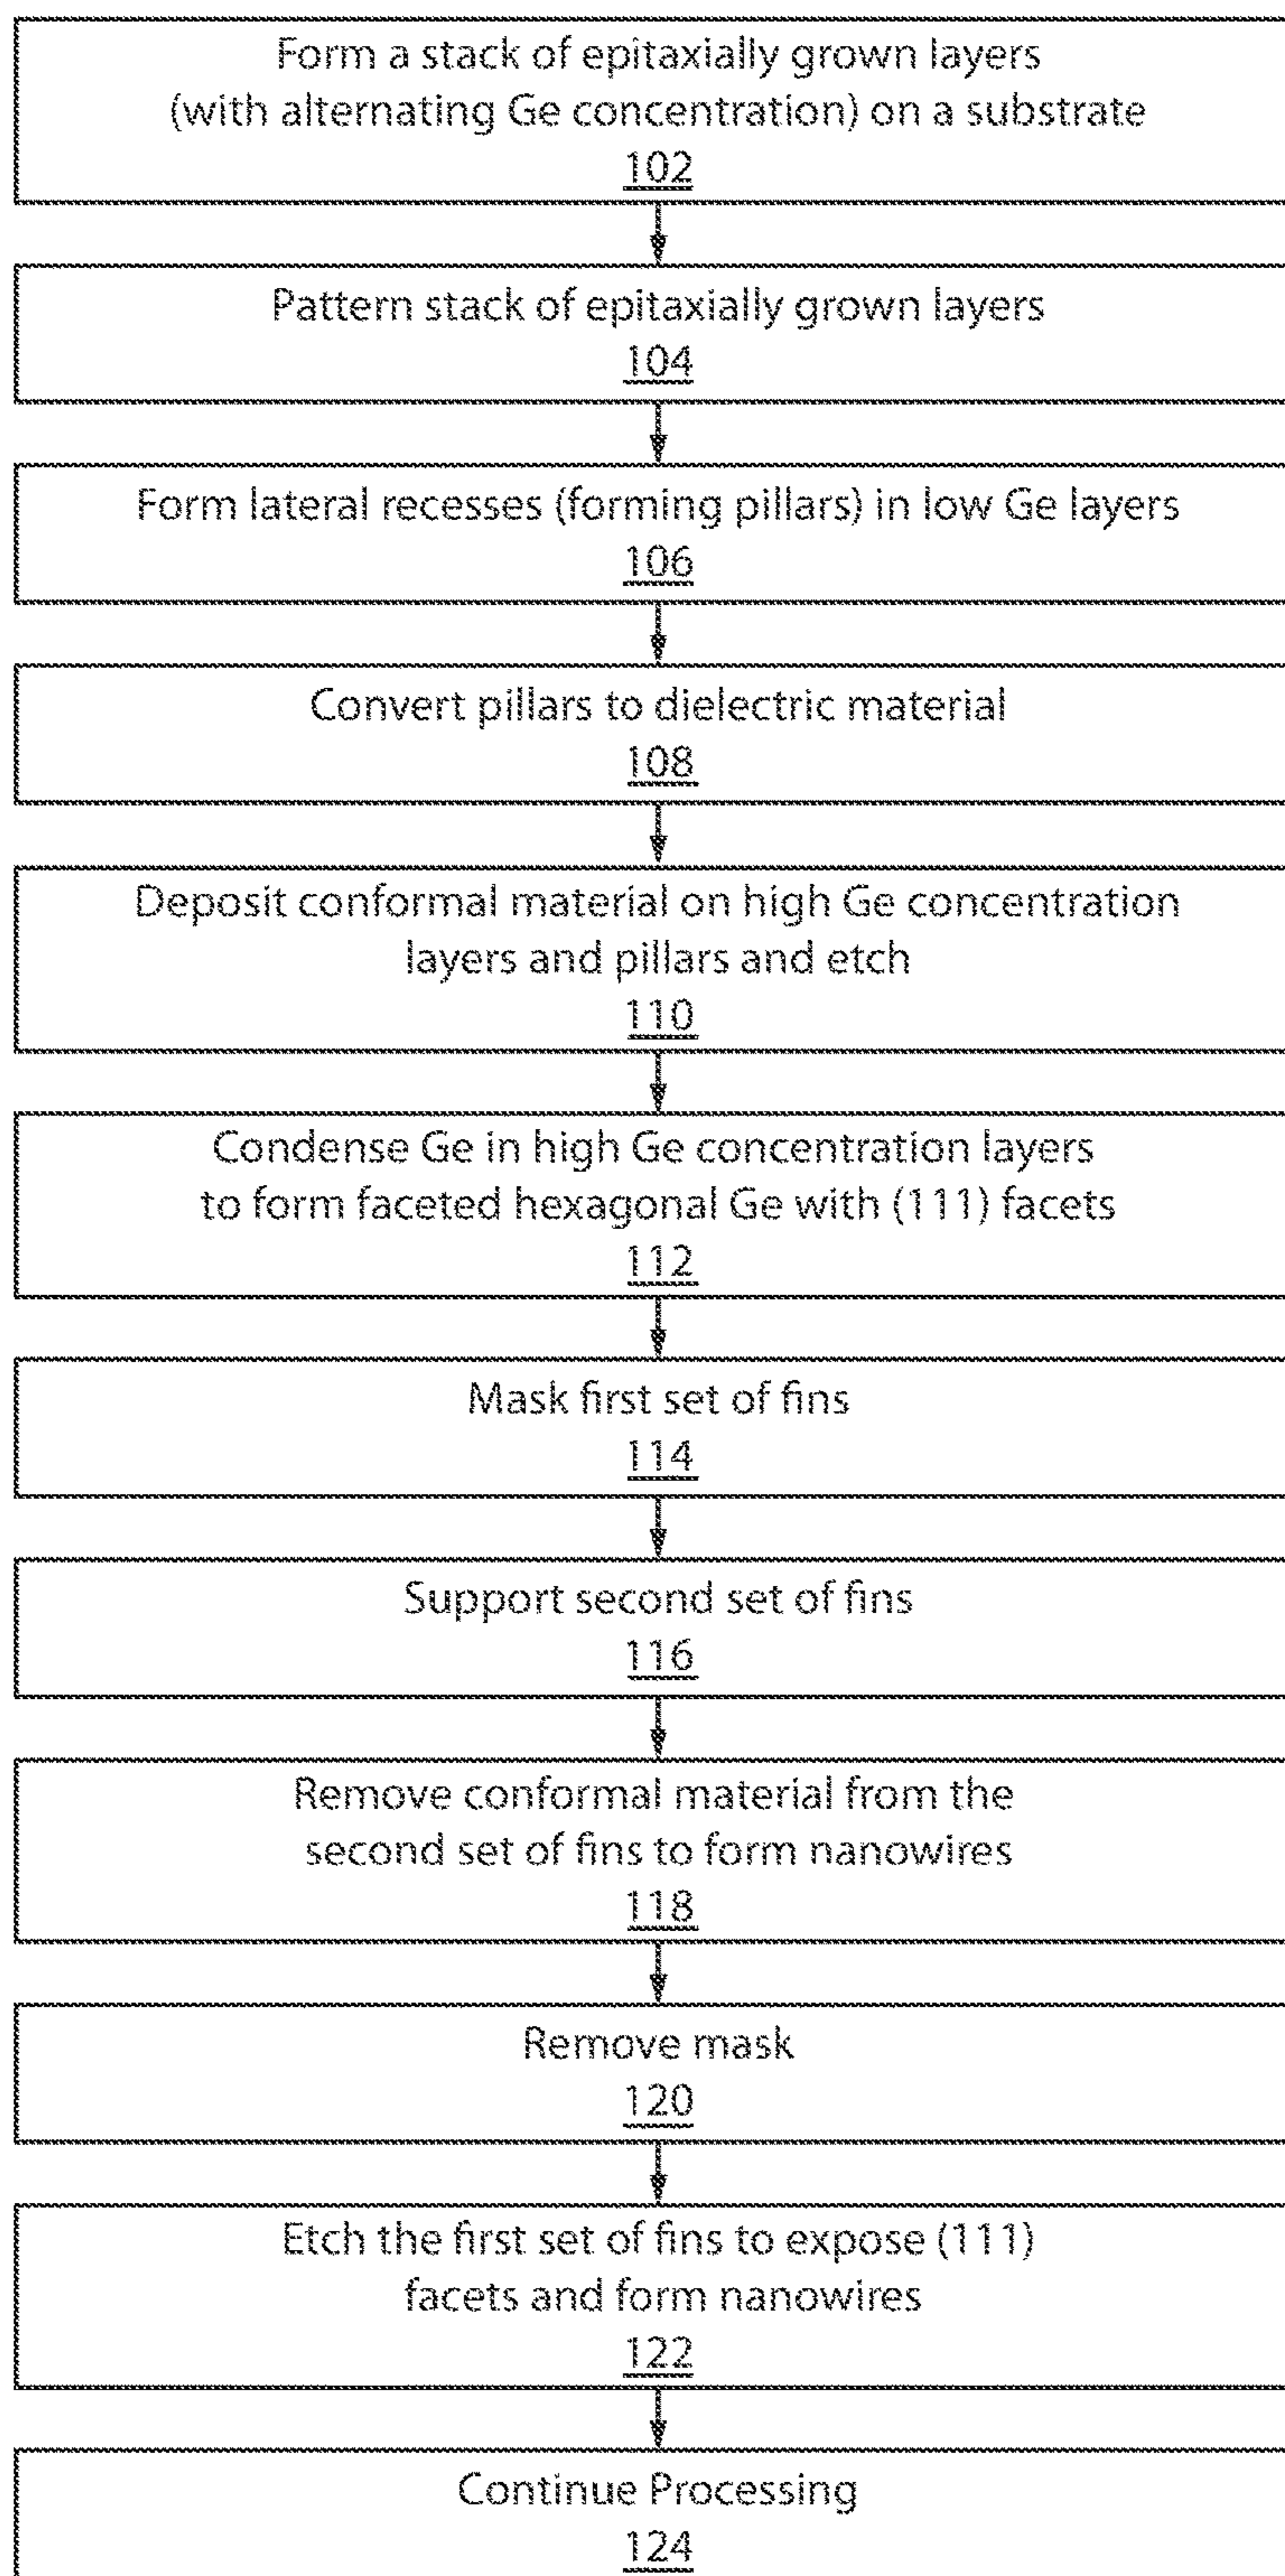 Form a stack of epitaxially grown layers
(with alternating Ge concentration) on a substrate
102
Pattern stack of epitaxially grown layers
104
Form lateral recesses (forming pillars) in low Ge layers
106
Convert pillars to dielectric material
108
Deposit conformal material on high Ge concentration
layers and pillars and etch
110
Condense Ge in high Ge concentration layers
to form faceted hexagonal Ge with (111) facets
112
Mask first set of fins
114
Support second set of fins
116
Remove conformal material from the
second set of fins to form nanowires
118
Remove mask
120
Etch the first set of fins to expose (111)
facets and form nanowires
122
Continue Processing
124